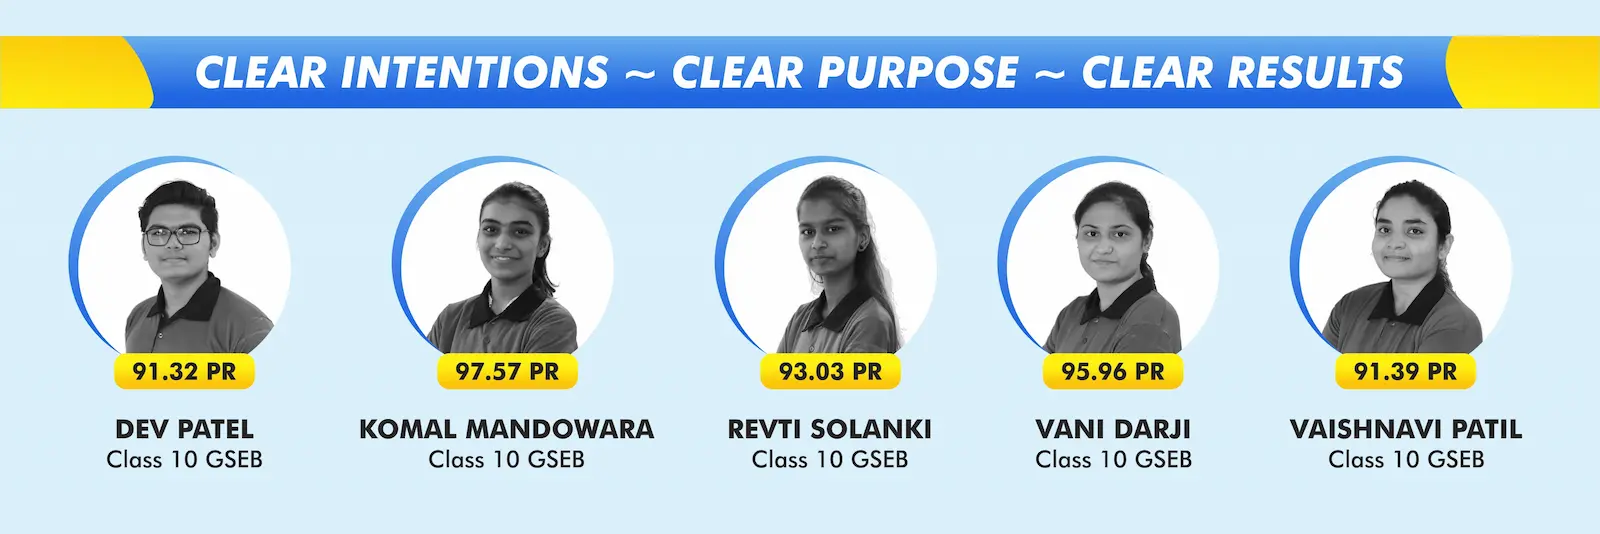 CLEAR INTENTIONS ~ CLEAR PURPOSE ~ CLEAR RESULTS
91.32 PR
DEV PATEL
Class 10 GSEB
97.57 PR
KOMAL MANDOWARA
Class 10 GSEB
93.03 PR
REVTI SOLANKI
Class 10 GSEB
95.96 PR
VANI DARJI
Class 10 GSEB
91.39 PR
VAISHNAVI PATIL
Class 10 GSEB